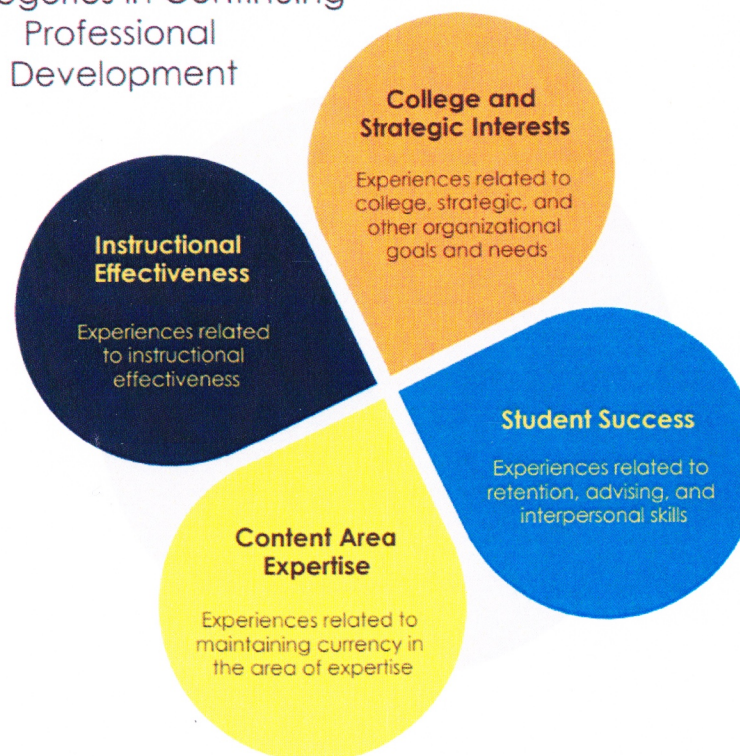 in Continuing
Professional
Development
College and
Strategic Interests
Experiences related to
college, strategic, and
other organizational
goals and needs
Instructional
Effectiveness
Experiences related
to instructional
effectiveness
Student Success
Experiences related to
retention, advising, and
interpersonal skills
Content Area
Expertise
Experiences related to
maintaining currency in
the area of expertise